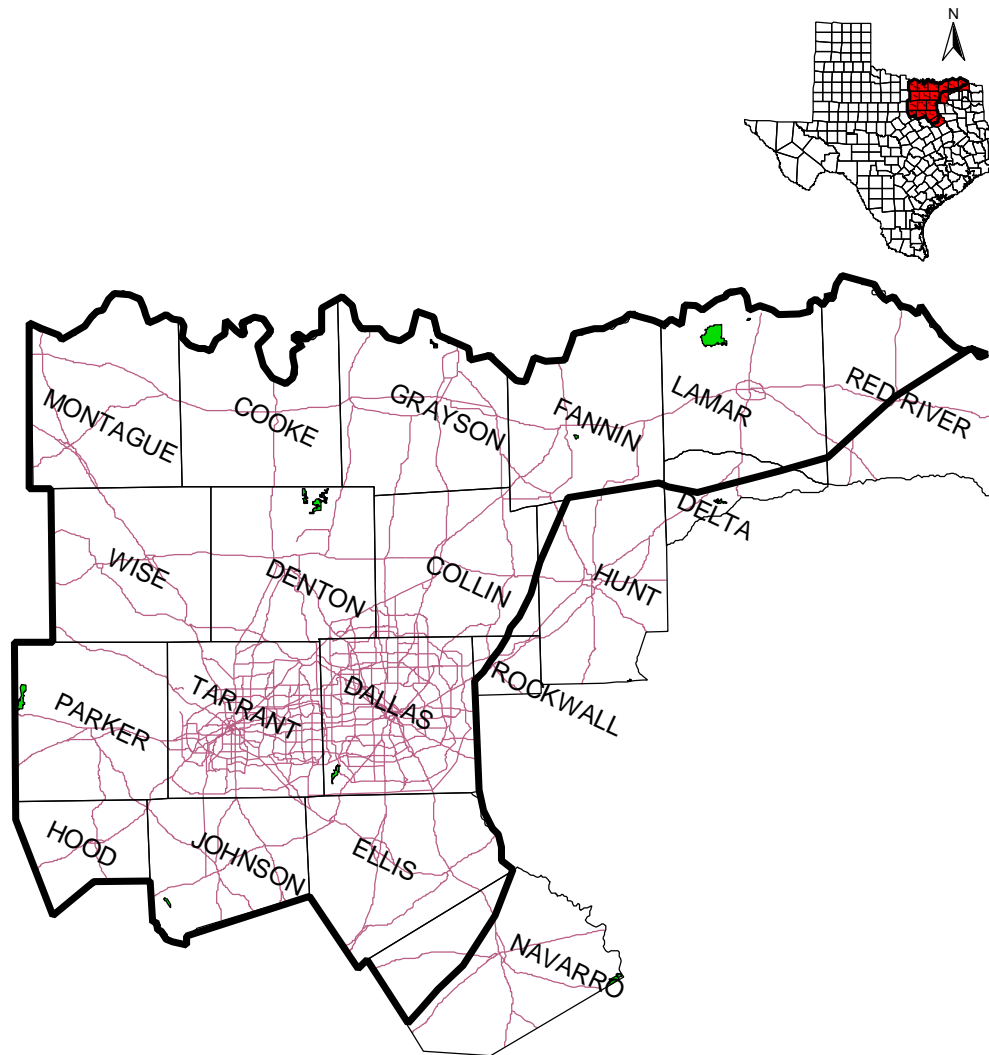 N
MONTAGUE
COOKE
GRAYSON
FANNIN
LAMAR
RED RIVER
WISE
DENTON
COLLIN
HUNT
DELTA
PARKER
TARRANT
DALLAS
ROCKWALL
HOOD
JOHNSON
ELLIS
NAVARRO